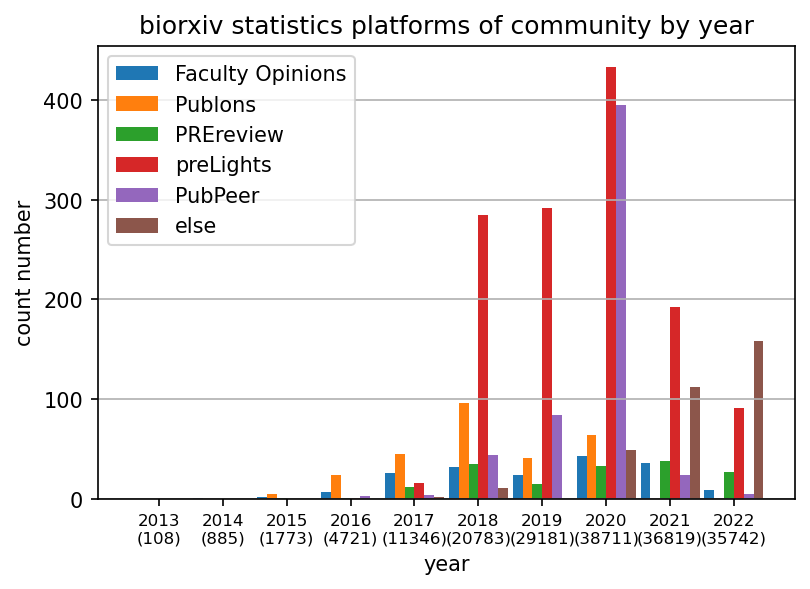 biorxiv statistics platforms of community by year
Faculty Opinions
Publons
PREreview
preLights
PubPeer
else
count number
400
300
200
100
0
2013 2014 2015 2016 2017 2018 2019 2020 2021 2022
(108) (885) (1773) (4721) (11346) (20783) (29181) (38711) (36819) (35742)
year